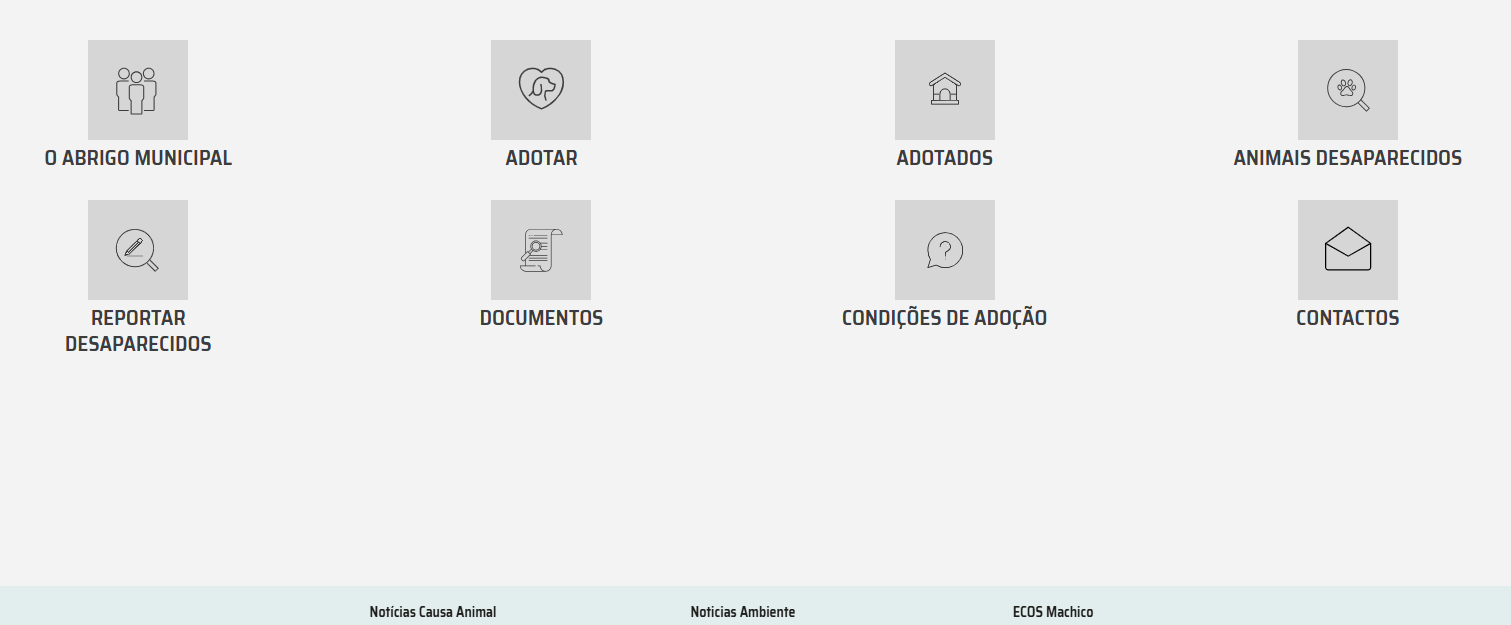 O ABRIGO MUNICIPAL
ADOTAR
ADOTADOS
ANIMAIS DESAPARECIDOS
REPORTAR
DESAPARECIDOS
DOCUMENTOS
CONDIÇÕES DE ADOÇÃO
CONTACTOS
Notícias Causa Animal
Noticias Ambiente
ECOS Machico